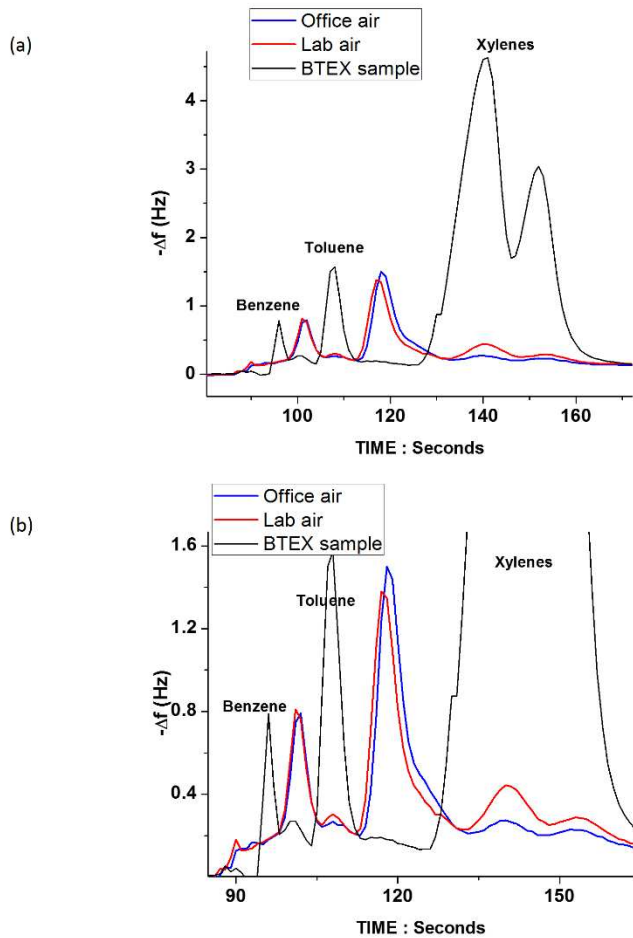 (a)
Office air
Lab air
BTEX sample
Xylenes
Toluene
Benzene
-Δf (Hz)
4
3
2
1
0
100 120 140 160
TIME : Seconds
(b)
Office air
Lab air
BTEX sample
Xylenes
Toluene
Benzene
-Δf (Hz)
1.6
1.2
0.8
0.4
90 120 150
TIME : Seconds